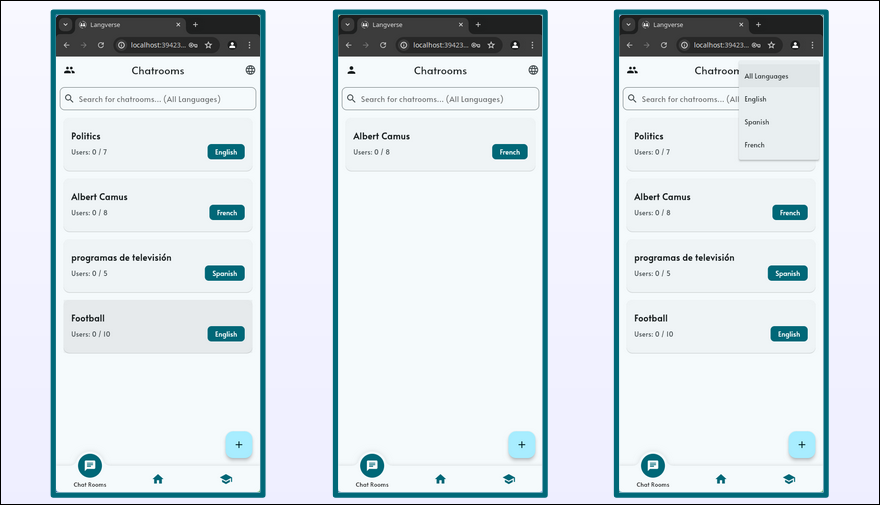 Langverse
localhost:39423...
Chatrooms
Search for chatrooms... (All Languages)
Politics
Users: 0 / 7
English
Albert Camus
Users: 0 / 8
French
programas de televisión
Users: 0 / 5
Spanish
Football
Users: 0 / 10
English
+
Chat Rooms
Langverse
localhost:39423...
Chatrooms
Search for chatrooms... (All Languages)
Albert Camus
Users: 0 / 8
French
+
Chat Rooms
Langverse
localhost:39423...
Chatroom
All Languages
English
Spanish
French
Search for chatrooms... (All
Politics
Users: 0 / 7
Albert Camus
Users: 0 / 8
French
programas de televisión
Users: 0 / 5
Spanish
Football
Users: 0 / 10
English
+
Chat Rooms